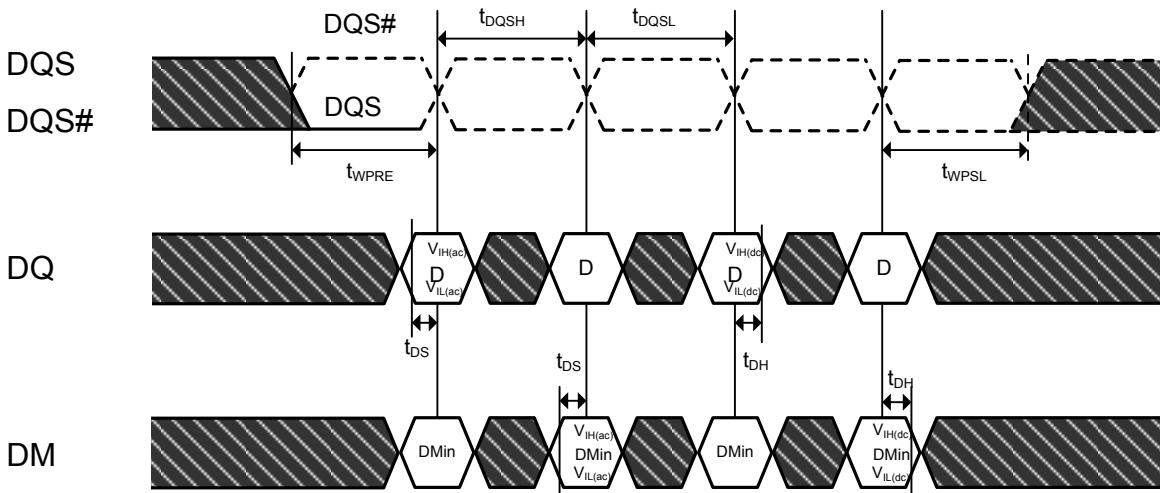 DQS#
tDQSH
tDQSL
DQS
DQS
DQS#
tWPRE
tWPSL
DQ
VIH(ac)
D
VIL(ac)
D
VIH(dc)
D
VIL(dc)
D
tDS
tDS
tDH
tDH
DM
DMin
VIH(ac)
DMin
VIL(ac)
DMin
VIH(dc)
DMin
VIL(dc)